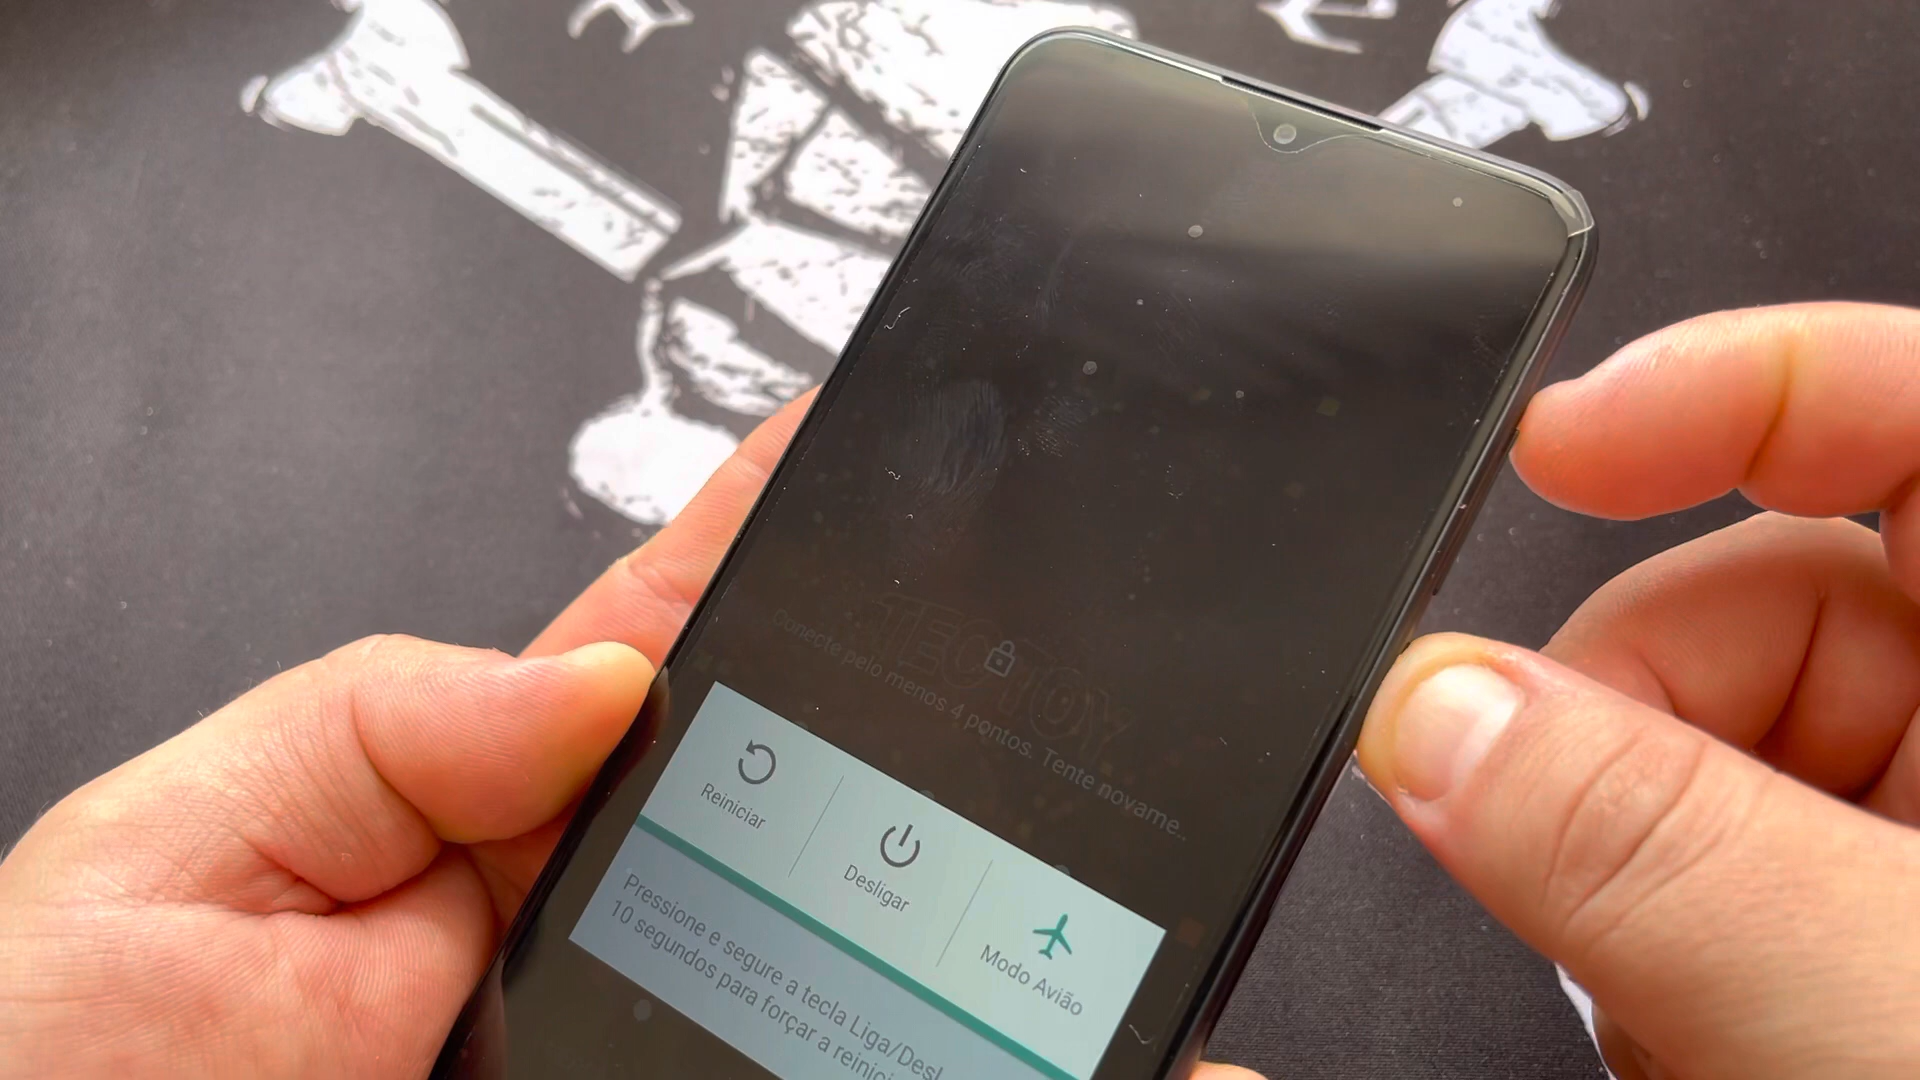 TECTOY
Conecte pelo menos 4 pontos. Tente novame..
Reiniciar
Desligar
Modo Avião
Pressione e segure a tecla Liga/Desl
10 segundos para forçar a reinici